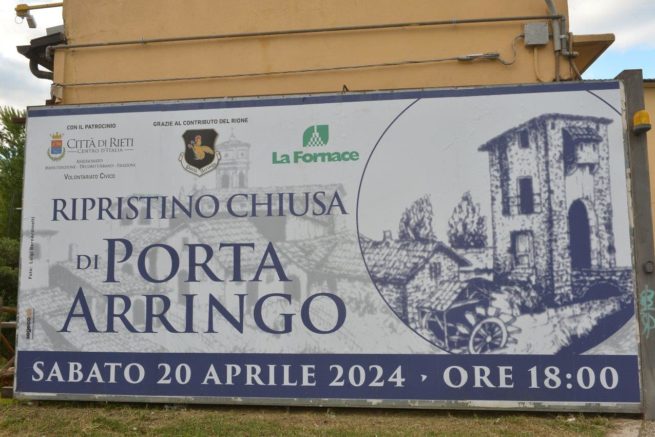 CON IL PATROCINIO
CITTÀ DI RIETI
CENTRO D'ITALIA
VOLONTARIATO CIVICO
GRAZIE AL CONTRIBUTO DEL RIONE
LA FORNACE
RIPRISTINO CHIUSA
DI PORTA
ARRINGO
SABATO 20 APRILE 2024 · ORE 18:00